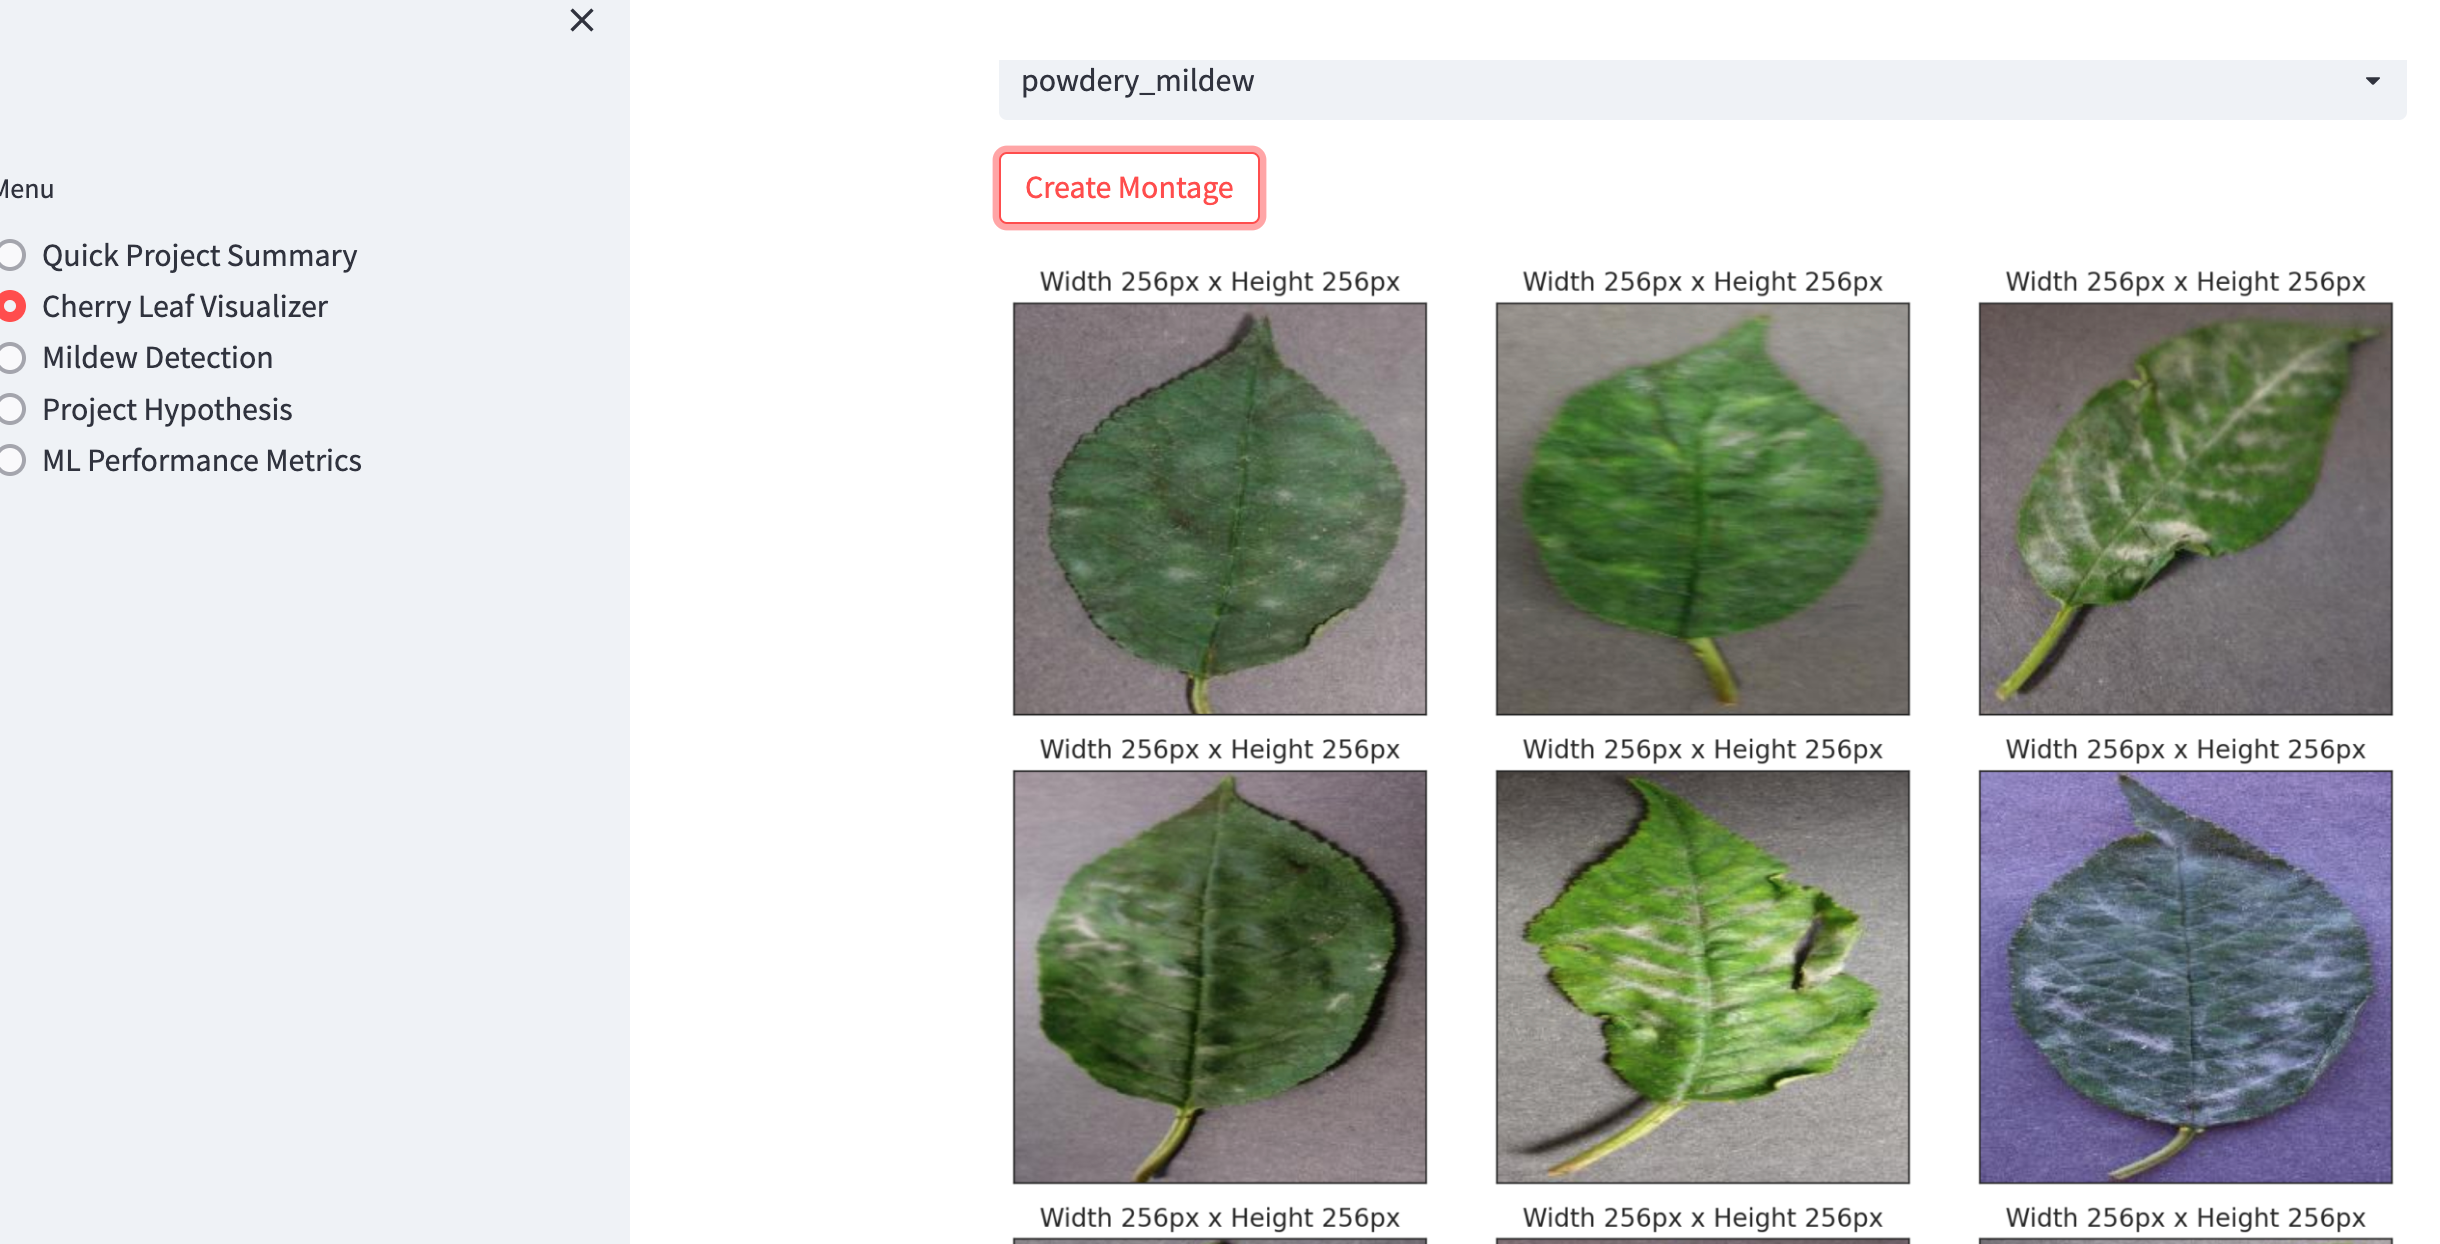 Menu
Quick Project Summary
Cherry Leaf Visualizer
Mildew Detection
Project Hypothesis
ML Performance Metrics
powdery_mildew
Create Montage
Width 256px x Height 256px
Width 256px x Height 256px
Width 256px x Height 256px
Width 256px x Height 256px
Width 256px x Height 256px
Width 256px x Height 256px
Width 256px x Height 256px
Width 256px x Height 256px
Width 256px x Height 256px